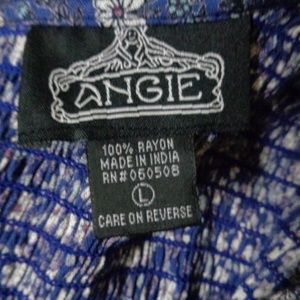 ANGIE
100% RAYON
MADE IN INDIA
RN#060508
L
CARE ON REVERSE